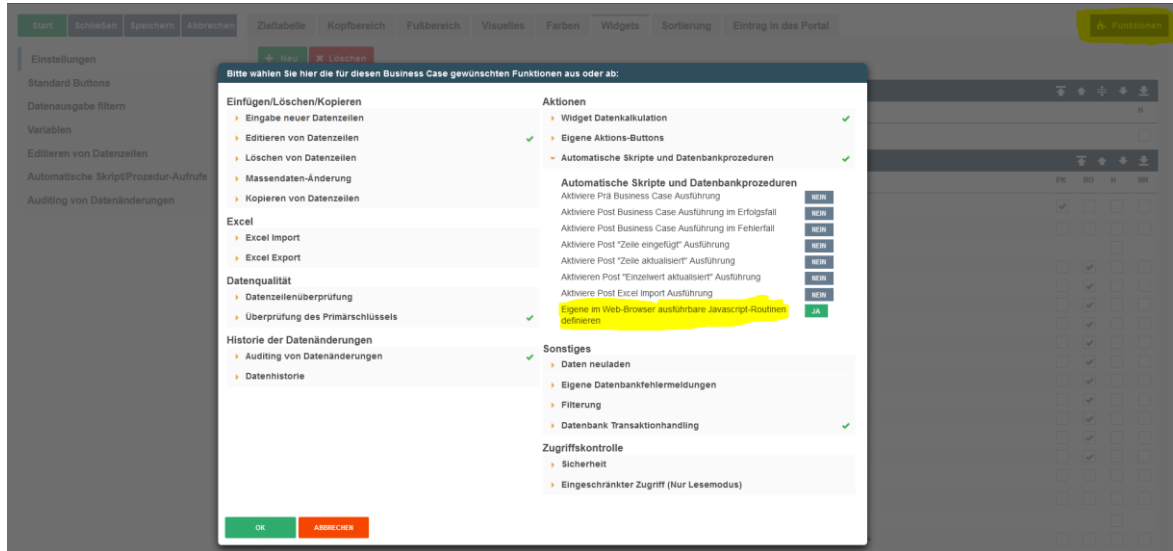 Start Schließen Speichern Abbrechen Zieltabelle Kopfbereich Fußbereich Visuelles Farben Widgets Sortierung Eintrag in das Portal Funktionen
Einstellungen
Standard Buttons
Datenausgabe filtern
Variablen
Editieren von Datenzeilen
Automatische Skript/Prozedur-Aufrufe
Auditing von Datenänderungen
+ Neu ✖ Löschen
Bitte wählen Sie hier die für diesen Business Case gewünschten Funktionen aus oder ab:
Einfügen/Löschen/Kopieren
Eingabe neuer Datenzeilen
Editieren von Datenzeilen
Löschen von Datenzeilen
Massendaten-Änderung
Kopieren von Datenzeilen
Excel
Excel Import
Excel Export
Datenqualität
Datenzeilenüberprüfung
Überprüfung des Primärschlüssels
Historie der Datenänderungen
Auditing von Datenänderungen
Datenhistorie
Aktionen
Widget Datenkalkulation
Eigene Aktions-Buttons
Automatische Skripte und Datenbankprozeduren
Automatische Skripte und Datenbankprozeduren
Aktiviere Prä Business Case Ausführung NEIN
Aktiviere Post Business Case Ausführung im Erfolgsfall NEIN
Aktiviere Post Business Case Ausführung im Fehlerfall NEIN
Aktiviere Post "Zeile eingefügt" Ausführung NEIN
Aktiviere Post "Zeile aktualisiert" Ausführung NEIN
Aktivieren Post "Einzelwert aktualisiert" Ausführung NEIN
Aktiviere Post Excel Import Ausführung NEIN
Eigene im Web-Browser ausführbare Javascript-Routinen JA
definieren
Sonstiges
Daten neuladen
Eigene Datenbankfehlermeldungen
Filterung
Datenbank Transaktionhandling
Zugriffskontrolle
Sicherheit
Eingeschränkter Zugriff (Nur Lesemodus)
OK ABBRECHEN
PK RO H NN